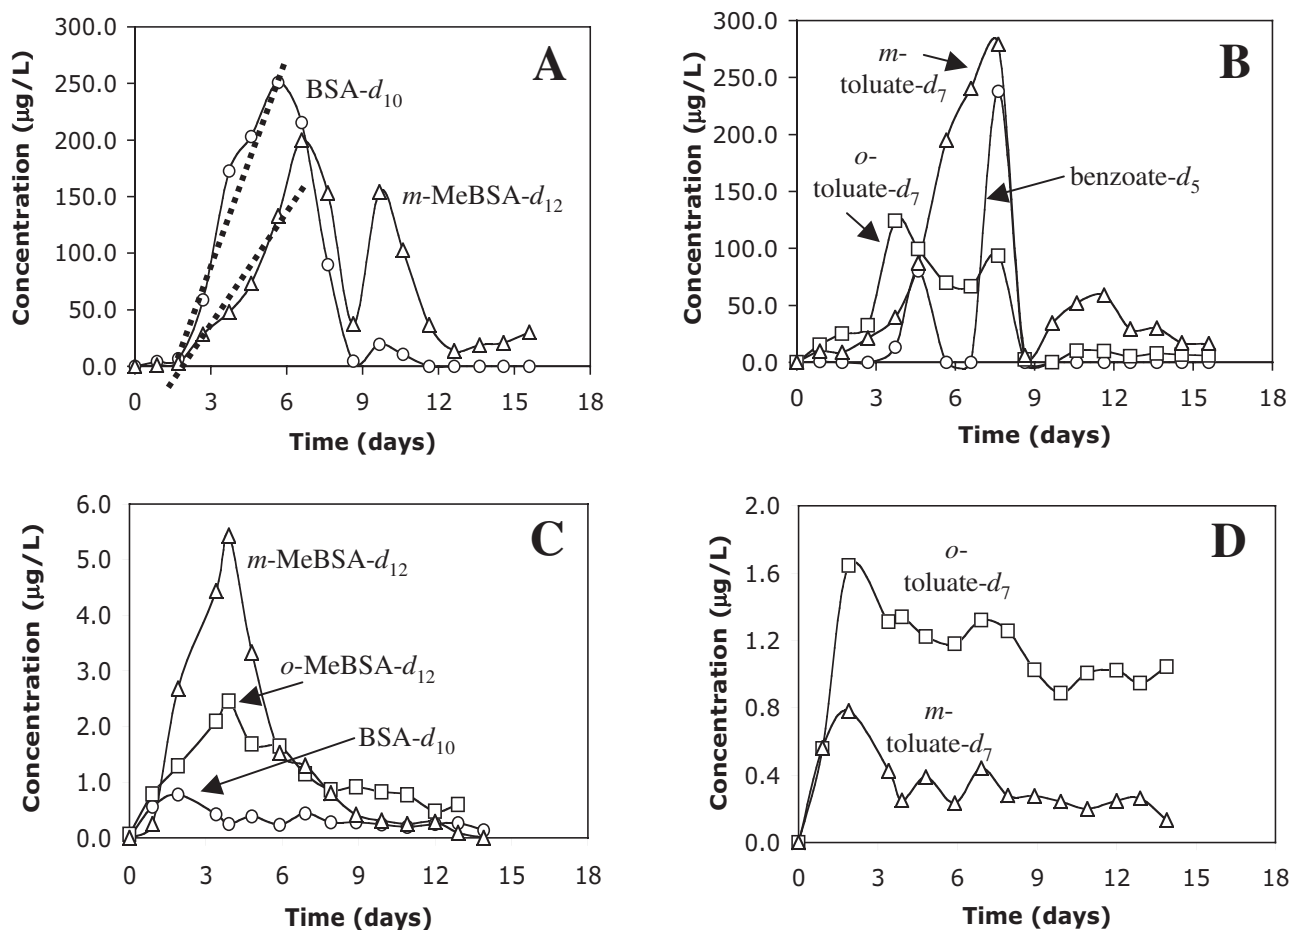 A
Concentration (µg/L)
300.0
250.0
200.0
150.0
100.0
50.0
0.0
BSA-d10
m-MeBSA-d12
0 3 6 9 12 15 18
Time (days)
B
Concentration (µg/L)
300.0
250.0
200.0
150.0
100.0
50.0
0.0
m-
toluate-d7
o-
toluate-d7
benzoate-d5
0 3 6 9 12 15 18
Time (days)
C
Concentration (µg/L)
6.0
5.0
4.0
3.0
2.0
1.0
0.0
m-MeBSA-d12
o-MeBSA-d12
BSA-d10
0 3 6 9 12 15 18
Time (days)
D
Concentration (µg/L)
2.0
1.6
1.2
0.8
0.4
0.0
o-
toluate-d7
m-
toluate-d7
0 3 6 9 12 15 18
Time (days)